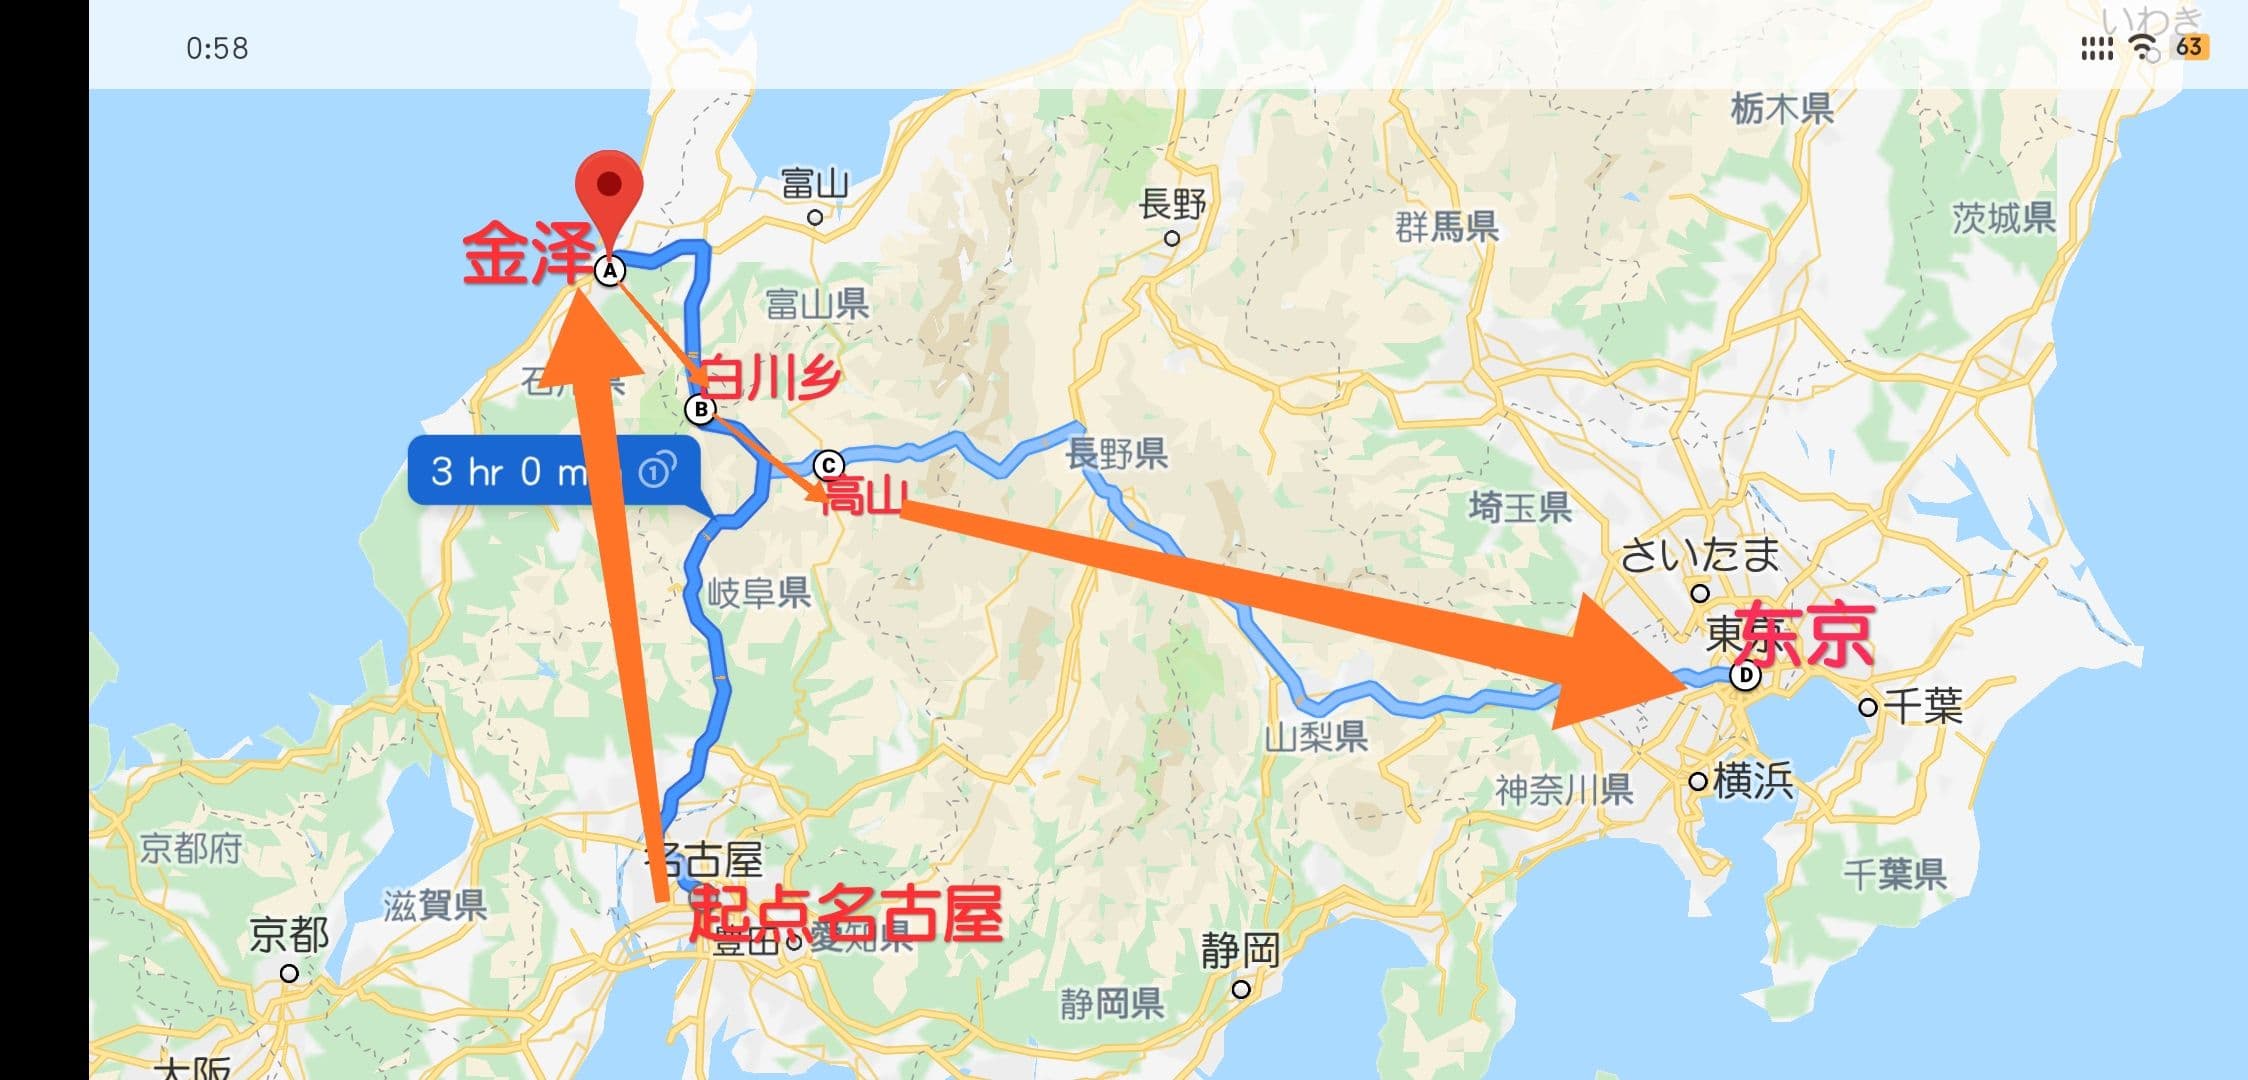 0:58
いわき
63
栃木県
富山
長野
群馬県
茨城県
金泽
A
富山県
白川乡
B
3 hr 0 m
1
C
高山
長野県
埼玉県
さいたま
岐阜県
東京
东京
D
千葉
山梨県
神奈川県
横浜
京都府
名古屋
滋賀県
起点名古屋
豊田
愛知県
千葉県
京都
静岡
静岡県
大阪